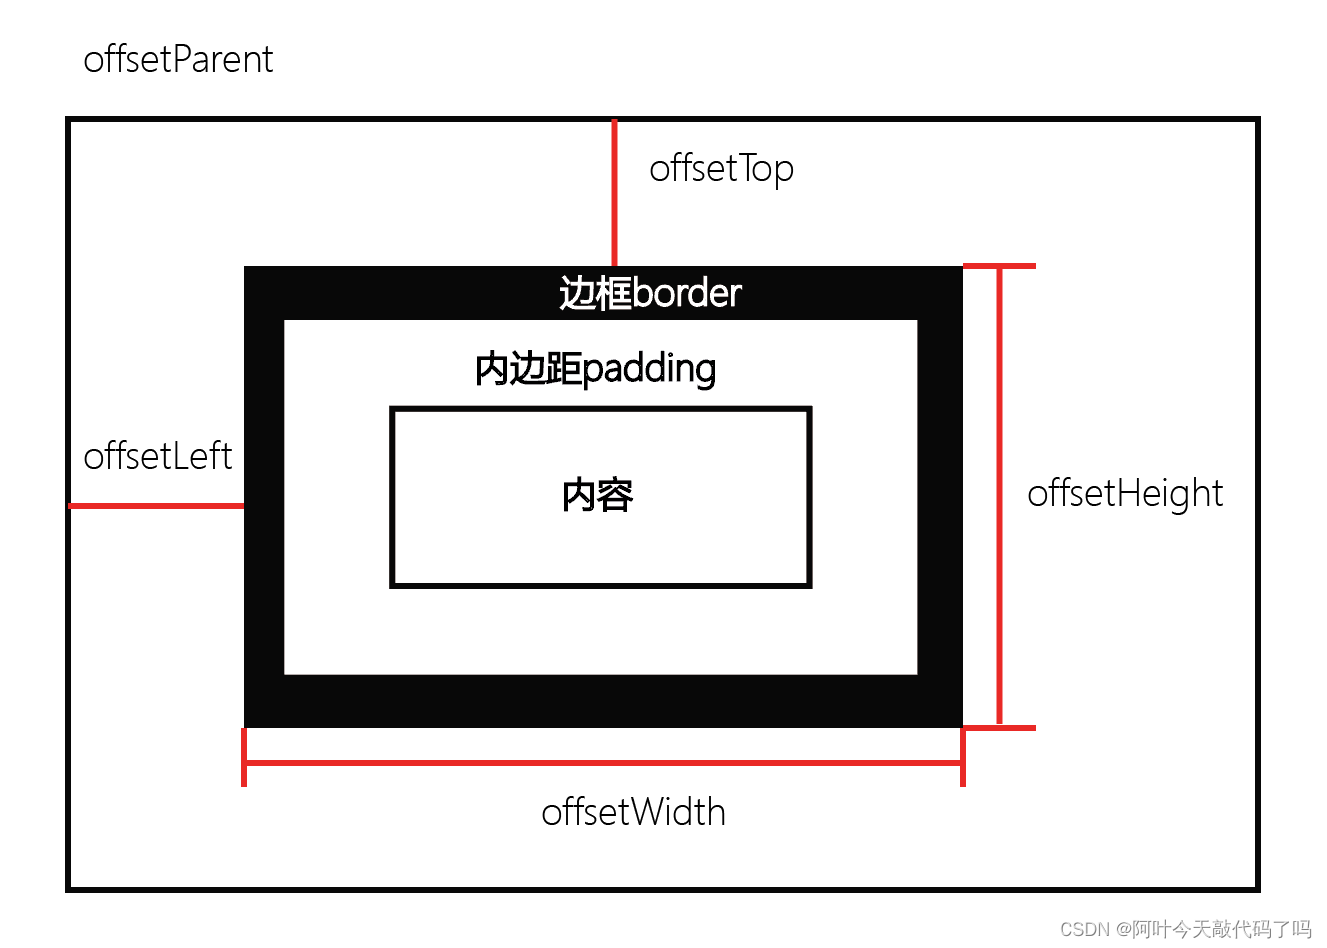 offsetParent
offsetTop
边框border
内边距padding
offsetLeft
内容
offsetHeight
offsetWidth
CSDN @阿叶今天敲代码了吗